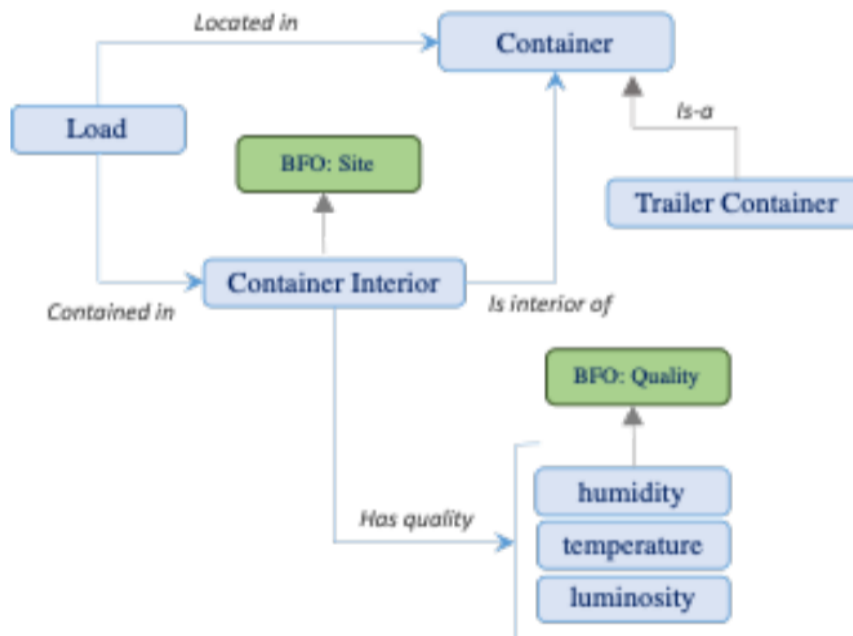 Located in
Container
Load
Is-a
BFO: Site
Trailer Container
Container Interior
Contained in
Is interior of
BFO: Quality
humidity
Has quality
temperature
luminosity